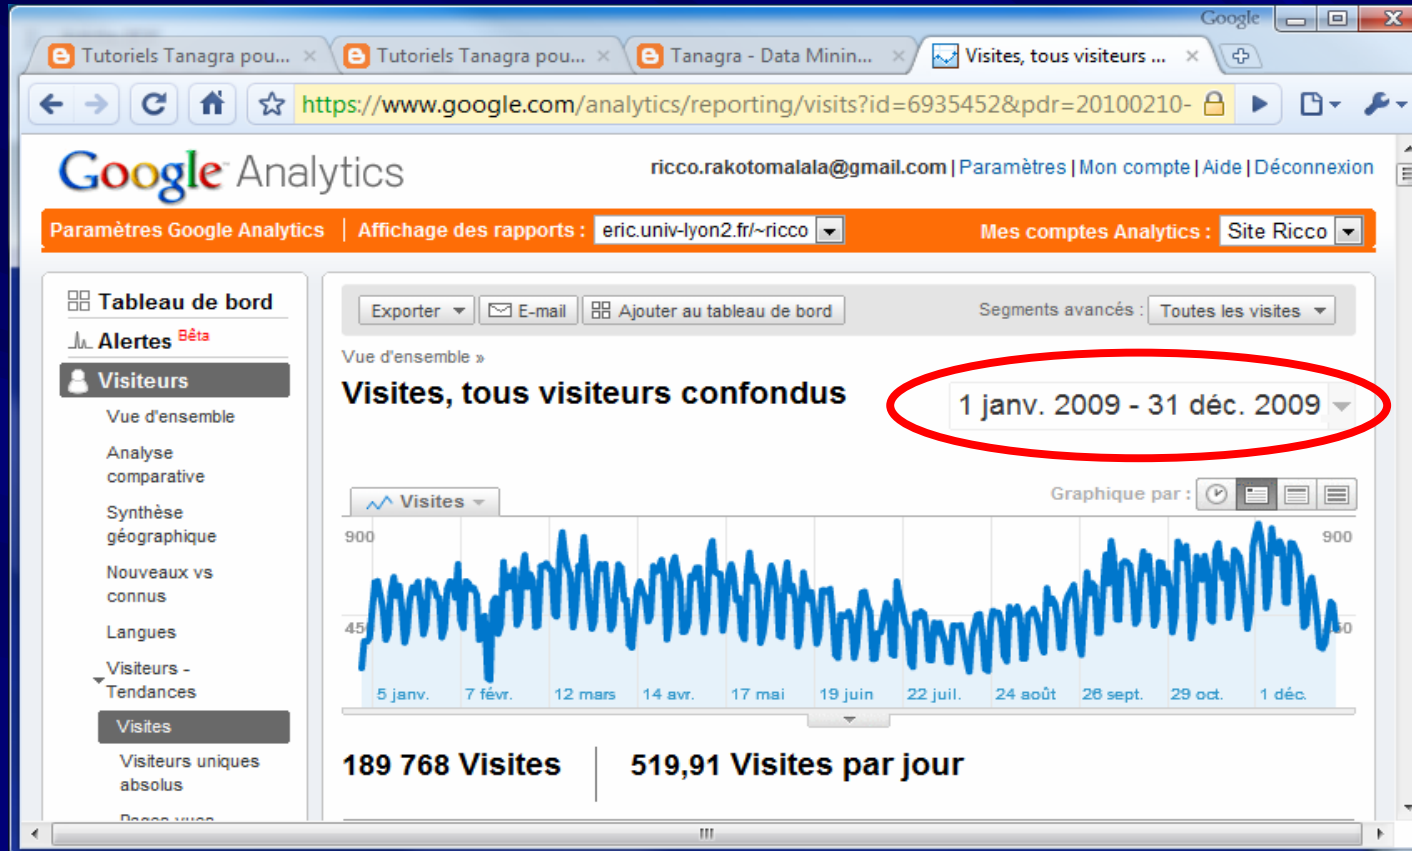 Google
Tutoriels Tanagra pou...
Tutoriels Tanagra pou...
Tanagra - Data Minin...
Visites, tous visiteurs ...
https://www.google.com/analytics/reporting/visits?id=6935452&pdr=20100210-
Google Analytics
ricco.rakotomalala@gmail.com | Paramètres | Mon compte | Aide | Déconnexion
Paramètres Google Analytics | Affichage des rapports : eric.univ-lyon2.fr/~ricco
Mes comptes Analytics : Site Ricco
Tableau de bord
Alertes Bêta
Visiteurs
Vue d'ensemble
Analyse
comparative
Synthèse
géographique
Nouveaux vs
connus
Langues
Visiteurs -
Tendances
Visites
Visiteurs uniques
absolus
Pages vues
Exporter
E-mail
Ajouter au tableau de bord
Segments avancés : Toutes les visites
Vue d'ensemble »
Visites, tous visiteurs confondus
1 janv. 2009 - 31 déc. 2009
Visites
Graphique par :
900
900
450
450
5 janv.
7 févr.
12 mars
14 avr.
17 mai
19 juin
22 juil.
24 août
26 sept.
29 oct.
1 déc.
189 768 Visites
519,91 Visites par jour